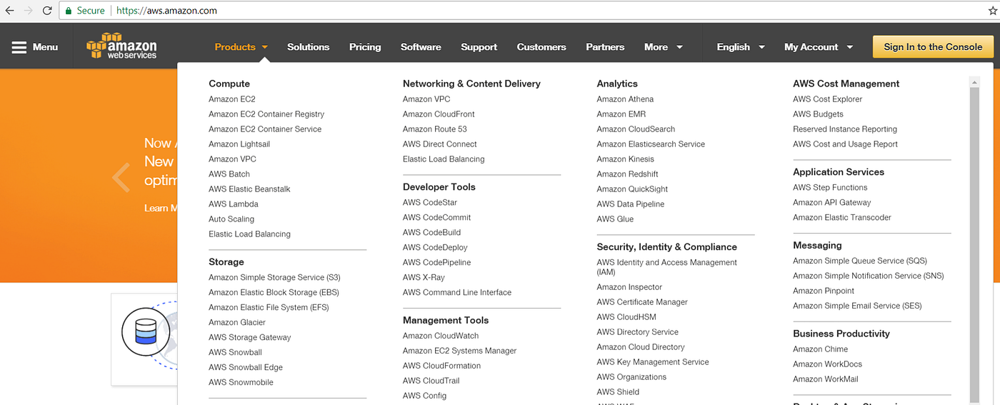 Secure
https://aws.amazon.com
Menu
amazon
webservices
Products
Solutions
Pricing
Software
Support
Customers
Partners
More
English
My Account
Sign In to the Console
Now
New
Learn
Compute
Amazon EC2
Amazon EC2 Container Registry
Amazon EC2 Container Service
Amazon Lightsail
Amazon VPC
AWS Batch
AWS Elastic Beanstalk
AWS Lambda
Auto Scaling
Elastic Load Balancing
Storage
Amazon Simple Storage Service (S3)
Amazon Elastic Block Storage (EBS)
Amazon Elastic File System (EFS)
Amazon Glacier
AWS Storage Gateway
AWS Snowball
AWS Snowball Edge
AWS Snowmobile
Networking & Content Delivery
Amazon VPC
Amazon CloudFront
Amazon Route 53
AWS Direct Connect
Elastic Load Balancing
Developer Tools
AWS CodeStar
AWS CodeCommit
AWS CodeBuild
AWS CodeDeploy
AWS CodePipeline
AWS X-Ray
AWS Command Line Interface
Management Tools
Amazon CloudWatch
Amazon EC2 Systems Manager
AWS CloudFormation
AWS CloudTrail
AWS Config
Analytics
Amazon Athena
Amazon EMR
Amazon CloudSearch
Amazon Elasticsearch Service
Amazon Kinesis
Amazon Redshift
Amazon QuickSight
AWS Data Pipeline
AWS Glue
Security, Identity & Compliance
AWS Identity and Access Management
(IAM)
Amazon Inspector
AWS Certificate Manager
AWS CloudHSM
AWS Directory Service
Amazon Cloud Directory
AWS Key Management Service
AWS Organizations
AWS Shield
AWS Cost Management
AWS Cost Explorer
AWS Budgets
Reserved Instance Reporting
AWS Cost and Usage Report
Application Services
AWS Step Functions
Amazon API Gateway
Amazon Elastic Transcoder
Messaging
Amazon Simple Queue Service (SQS)
Amazon Simple Notification Service (SNS)
Amazon Pinpoint
Amazon Simple Email Service (SES)
Business Productivity
Amazon Chime
Amazon WorkDocs
Amazon WorkMail